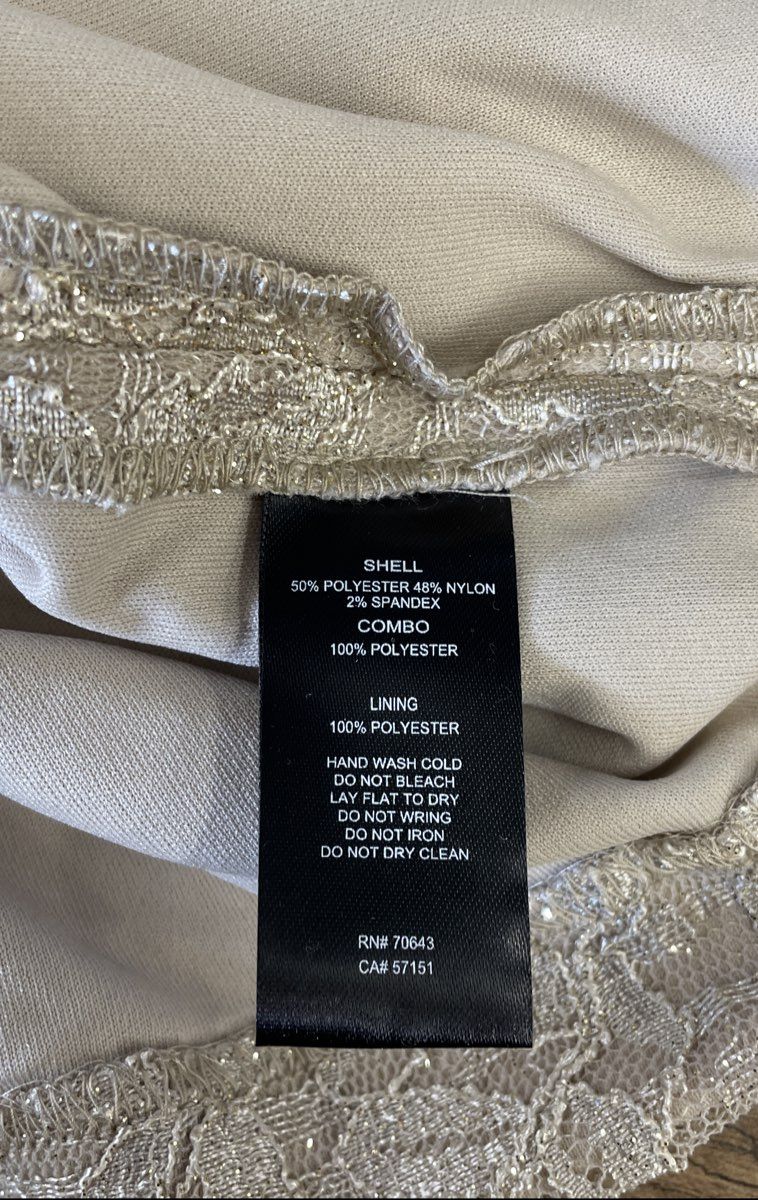 SHELL
50% POLYESTER 48% NYLON
2% SPANDEX
COMBO
100% POLYESTER
LINING
100% POLYESTER
HAND WASH COLD
DO NOT BLEACH
LAY FLAT TO DRY
DO NOT WRING
DO NOT IRON
DO NOT DRY CLEAN
RN# 70643
CA# 57151